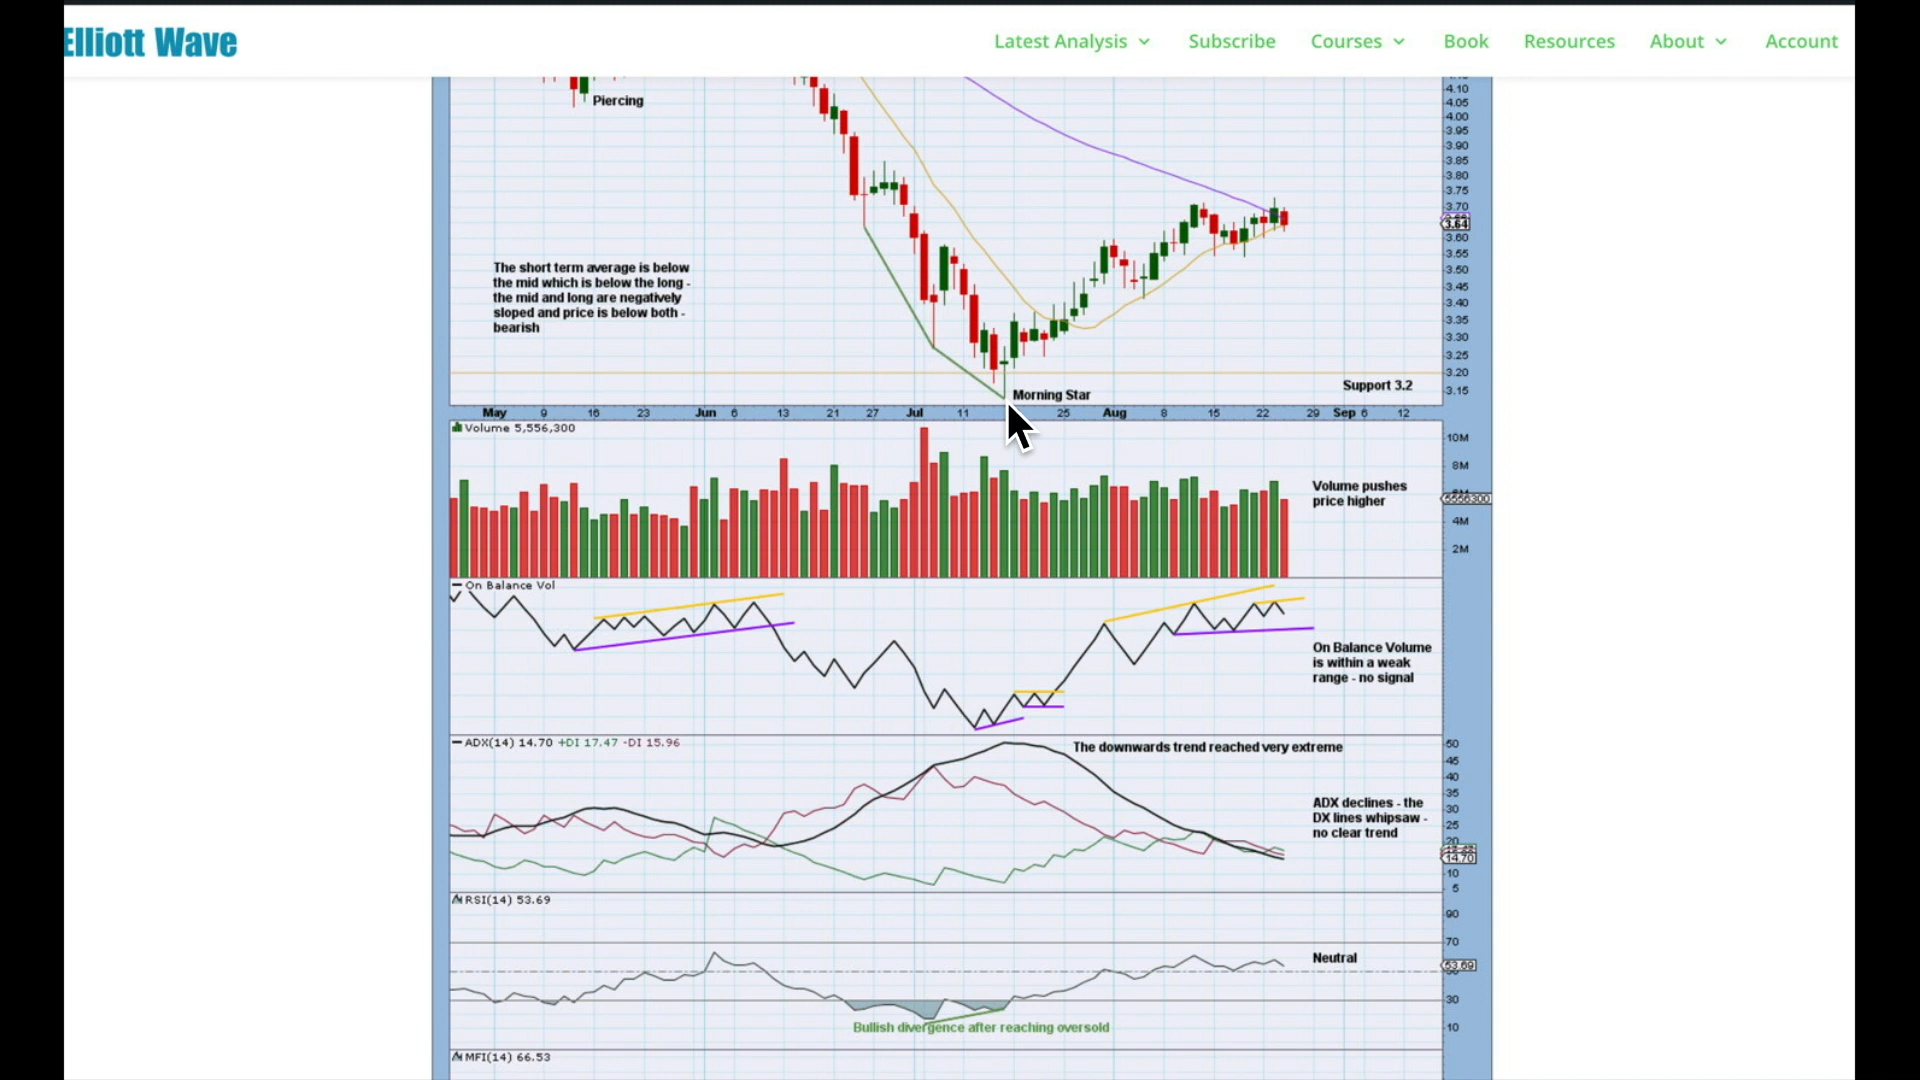 Elliott Wave
Latest Analysis
Subscribe
Courses
Book
Resources
About
Account
Piercing
4.10
4.05
4.00
3.95
3.90
3.85
3.80
3.75
3.70
3.64
3.60
3.55
3.50
3.45
3.40
3.35
3.30
3.25
3.20
3.15
The short term average is below
the mid which is below the long -
the mid and long are negatively
sloped and price is below both -
bearish
Support 3.2
Morning Star
May 9 16 23 Jun 6 13 21 27 Jul 11 25 Aug 8 15 22 29 Sep 6 12
Volume 5,556,300
10M
8M
4M
2M
5556300
Volume pushes
price higher
On Balance Vol
On Balance Volume
is within a weak
range - no signal
ADX(14) 14.70 +DI 17.47 -DI 15.96
The downwards trend reached very extreme
50
45
40
35
30
25
20
14.70
10
5
ADX declines - the
DX lines whipsaw -
no clear trend
RSI(14) 53.69
90
70
53.69
30
10
Neutral
Bullish divergence after reaching oversold
MFI(14) 66.53